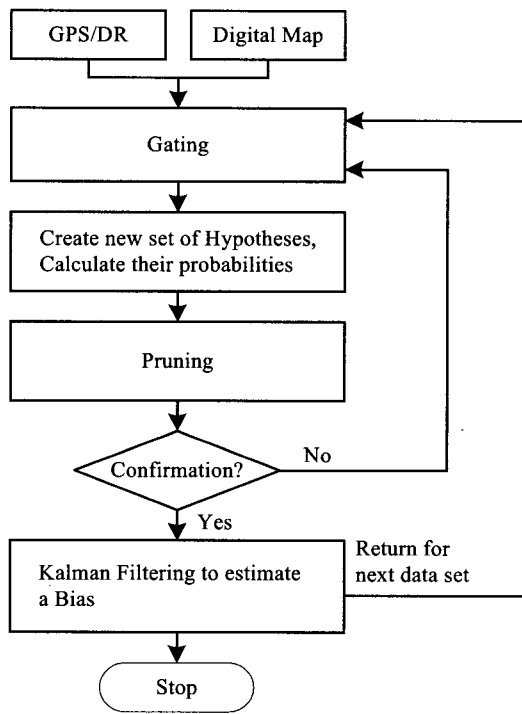 GPS/DR
Digital Map
Gating
Create new set of Hypotheses,
Calculate their probabilities
Pruning
Confirmation?
No
Yes
Kalman Filtering to estimate
a Bias
Return for
next data set
Stop